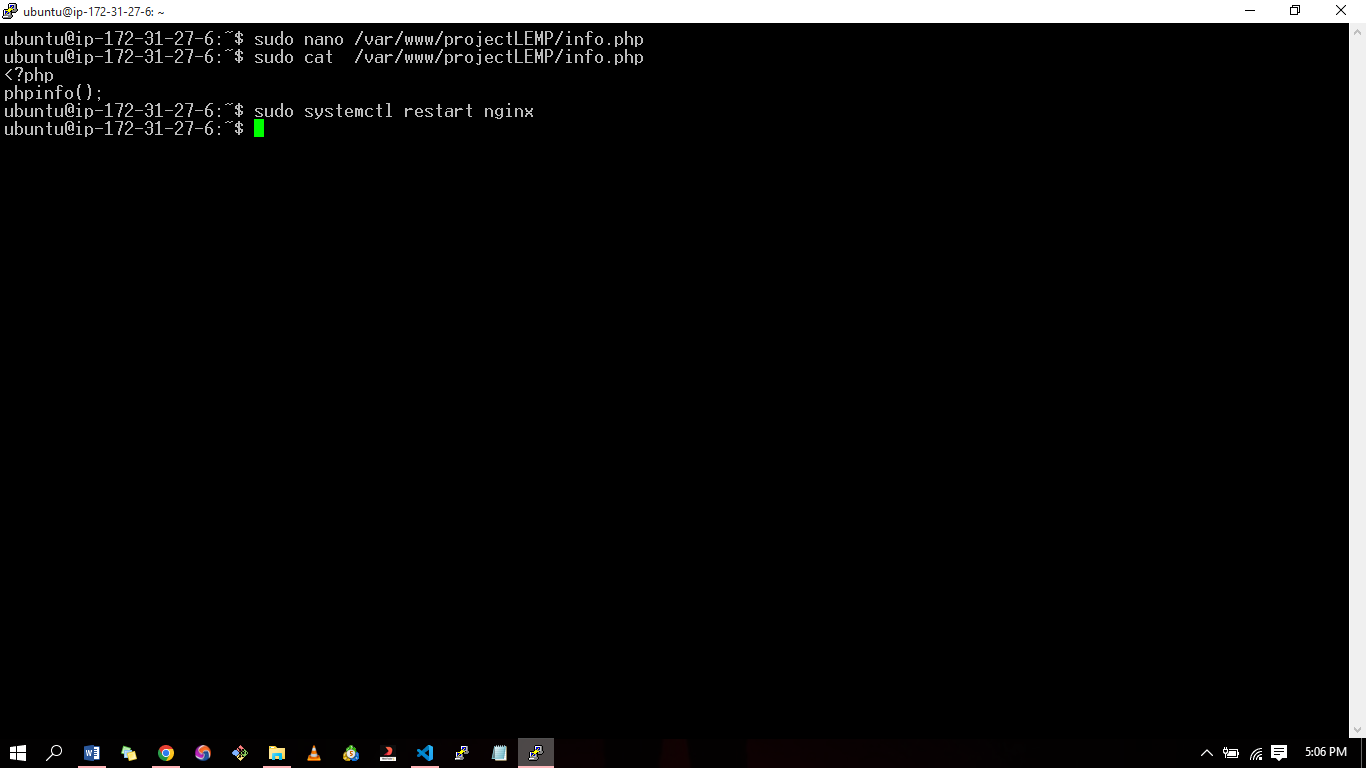 ubuntu@ip-172-31-27-6: ~
ubuntu@ip-172-31-27-6:~$ sudo nano /var/www/projectLEMP/info.php
ubuntu@ip-172-31-27-6:~$ sudo cat  /var/www/projectLEMP/info.php
<?php
phpinfo();
ubuntu@ip-172-31-27-6:~$ sudo systemctl restart nginx
ubuntu@ip-172-31-27-6:~$
5:06 PM